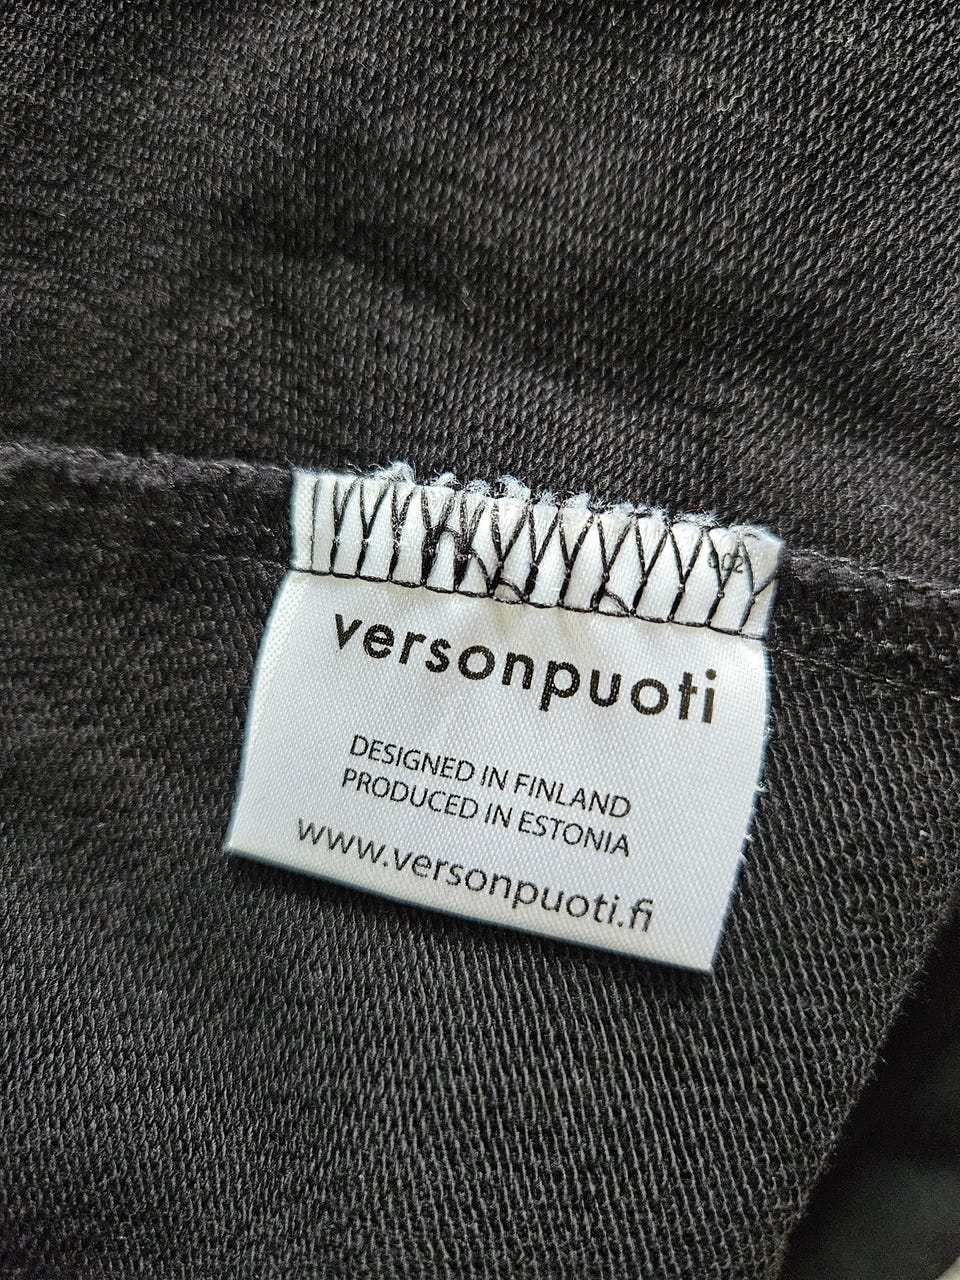 versonpuoti
DESIGNED IN FINLAND
PRODUCED IN ESTONIA
www.versonpuoti.fi